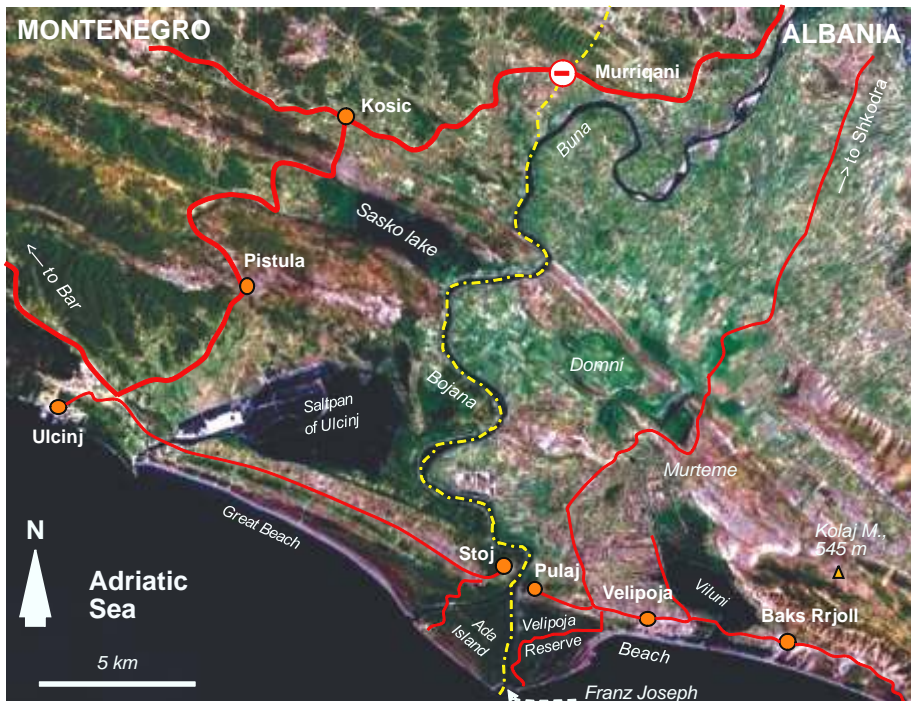 MONTENEGRO
ALBANIA
Murriqani
Kosic
Buna
--> to Shkodra
Sasko lake
<-- to Bar
Pistula
Domni
Bojana
Saltpan
of Ulcinj
Ulcinj
Murteme
Great Beach
Kolaj M.,
545 m
N
Stoj
Pulaj
Adriatic
Sea
Velipoja
Viluni
Baks Rrjoll
Ada
Island
Velipoja
Reserve
Beach
5 km
Franz Joseph